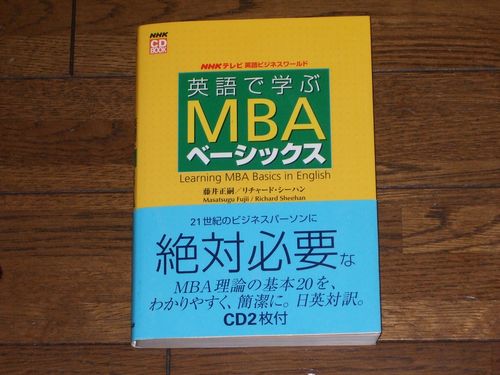 NHK
CD
BOOK
NHKテレビ 英語ビジネスワールド
英語で学ぶ
MBA
ベーシックス
Learning MBA Basics in English
藤井正嗣／リチャード・シーハン
Masatsugu Fujii / Richard Sheehan
21世紀のビジネスパーソンに
絶対必要な
MBA理論の基本20を、
わかりやすく、簡潔に。日英対訳。
CD2枚付